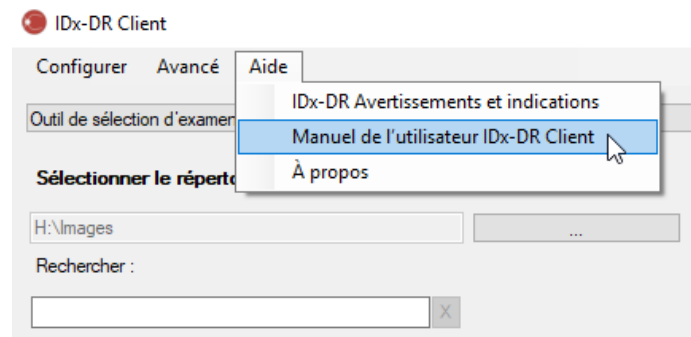 IDx-DR Client
Configurer Avancé Aide
IDx-DR Avertissements et indications
Outil de sélection d'examen
Manuel de l'utilisateur IDx-DR Client
À propos
Sélectionner le réperto
H:\Images ...
Rechercher :
X